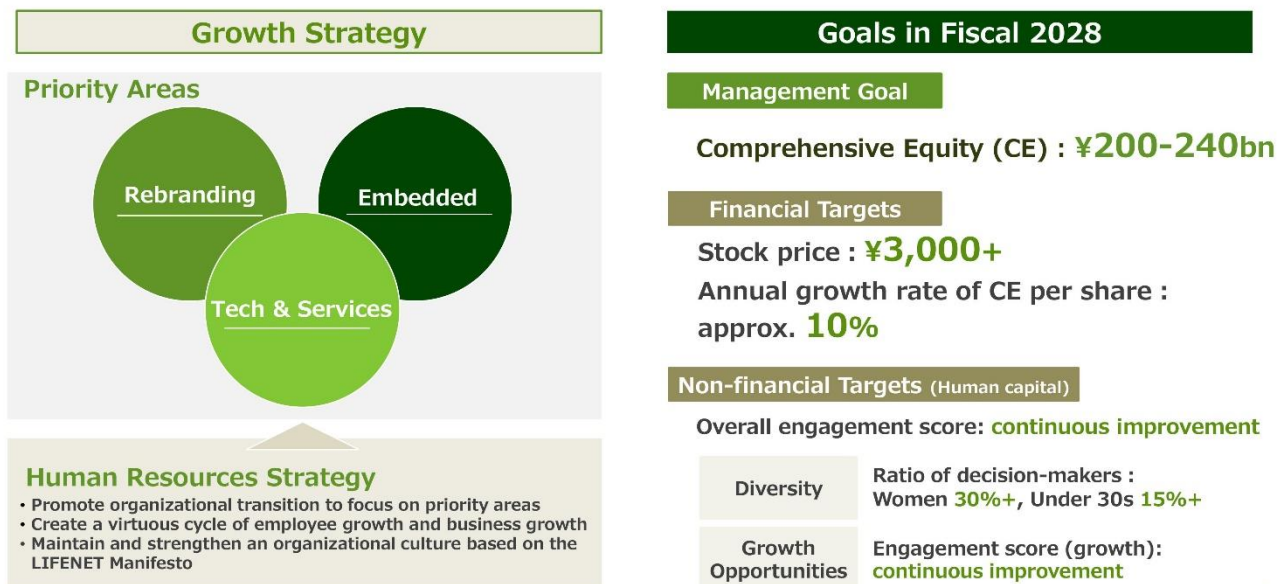 Growth Strategy
Priority Areas
Rebranding
Embedded
Tech & Services
Human Resources Strategy
• Promote organizational transition to focus on priority areas
• Create a virtuous cycle of employee growth and business growth
• Maintain and strengthen an organizational culture based on the
LIFENET Manifesto
Goals in Fiscal 2028
Management Goal
Comprehensive Equity (CE) : ¥200-240bn
Financial Targets
Stock price : ¥3,000+
Annual growth rate of CE per share :
approx. 10%
Non-financial Targets (Human capital)
Overall engagement score: continuous improvement
Diversity
Ratio of decision-makers :
Women 30%+, Under 30s 15%+
Growth
Opportunities
Engagement score (growth):
continuous improvement